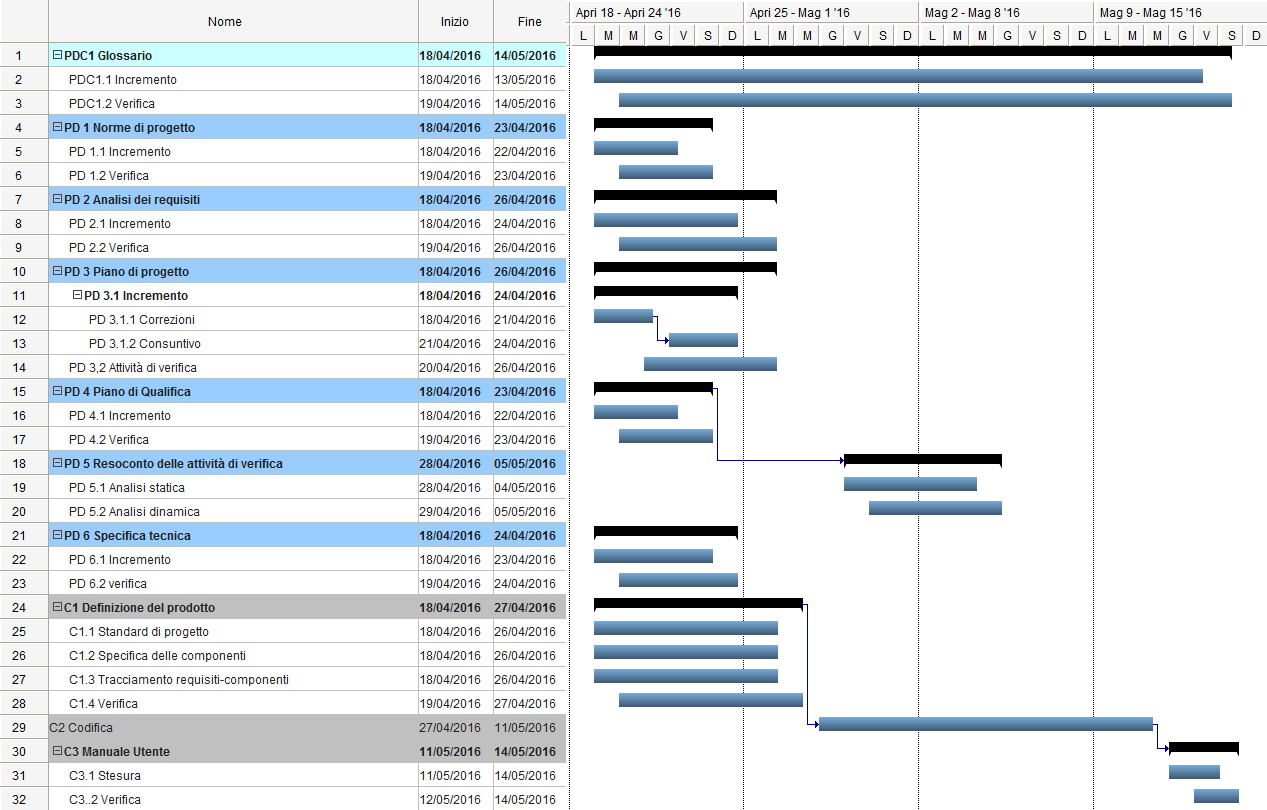 Nome Inizio Fine Apri 18 - Apri 24 '16 Apri 25 - Mag 1 '16 Mag 2 - Mag 8 '16 Mag 9 - Mag 15 '16
L M M G V S D L M M G V S D L M M G V S D L M M G V S D
1 PDC1 Glossario 18/04/2016 14/05/2016
2 PDC1.1 Incremento 18/04/2016 13/05/2016
3 PDC1.2 Verifica 19/04/2016 14/05/2016
4 PD 1 Norme di progetto 18/04/2016 23/04/2016
5 PD 1.1 Incremento 18/04/2016 22/04/2016
6 PD 1.2 Verifica 19/04/2016 23/04/2016
7 PD 2 Analisi dei requisiti 18/04/2016 26/04/2016
8 PD 2.1 Incremento 18/04/2016 24/04/2016
9 PD 2.2 Verifica 19/04/2016 26/04/2016
10 PD 3 Piano di progetto 18/04/2016 26/04/2016
11 PD 3.1 Incremento 18/04/2016 24/04/2016
12 PD 3.1.1 Correzioni 18/04/2016 21/04/2016
13 PD 3.1.2 Consuntivo 21/04/2016 24/04/2016
14 PD 3,2 Attività di verifica 20/04/2016 26/04/2016
15 PD 4 Piano di Qualifica 18/04/2016 23/04/2016
16 PD 4.1 Incremento 18/04/2016 22/04/2016
17 PD 4.2 Verifica 19/04/2016 23/04/2016
18 PD 5 Resoconto delle attività di verifica 28/04/2016 05/05/2016
19 PD 5.1 Analisi statica 28/04/2016 04/05/2016
20 PD 5.2 Analisi dinamica 29/04/2016 05/05/2016
21 PD 6 Specifica tecnica 18/04/2016 24/04/2016
22 PD 6.1 Incremento 18/04/2016 23/04/2016
23 PD 6.2 verifica 19/04/2016 24/04/2016
24 C1 Definizione del prodotto 18/04/2016 27/04/2016
25 C1.1 Standard di progetto 18/04/2016 26/04/2016
26 C1.2 Specifica delle componenti 18/04/2016 26/04/2016
27 C1.3 Tracciamento requisiti-componenti 18/04/2016 26/04/2016
28 C1.4 Verifica 19/04/2016 27/04/2016
29 C2 Codifica 27/04/2016 11/05/2016
30 C3 Manuale Utente 11/05/2016 14/05/2016
31 C3.1 Stesura 11/05/2016 14/05/2016
32 C3..2 Verifica 12/05/2016 14/05/2016